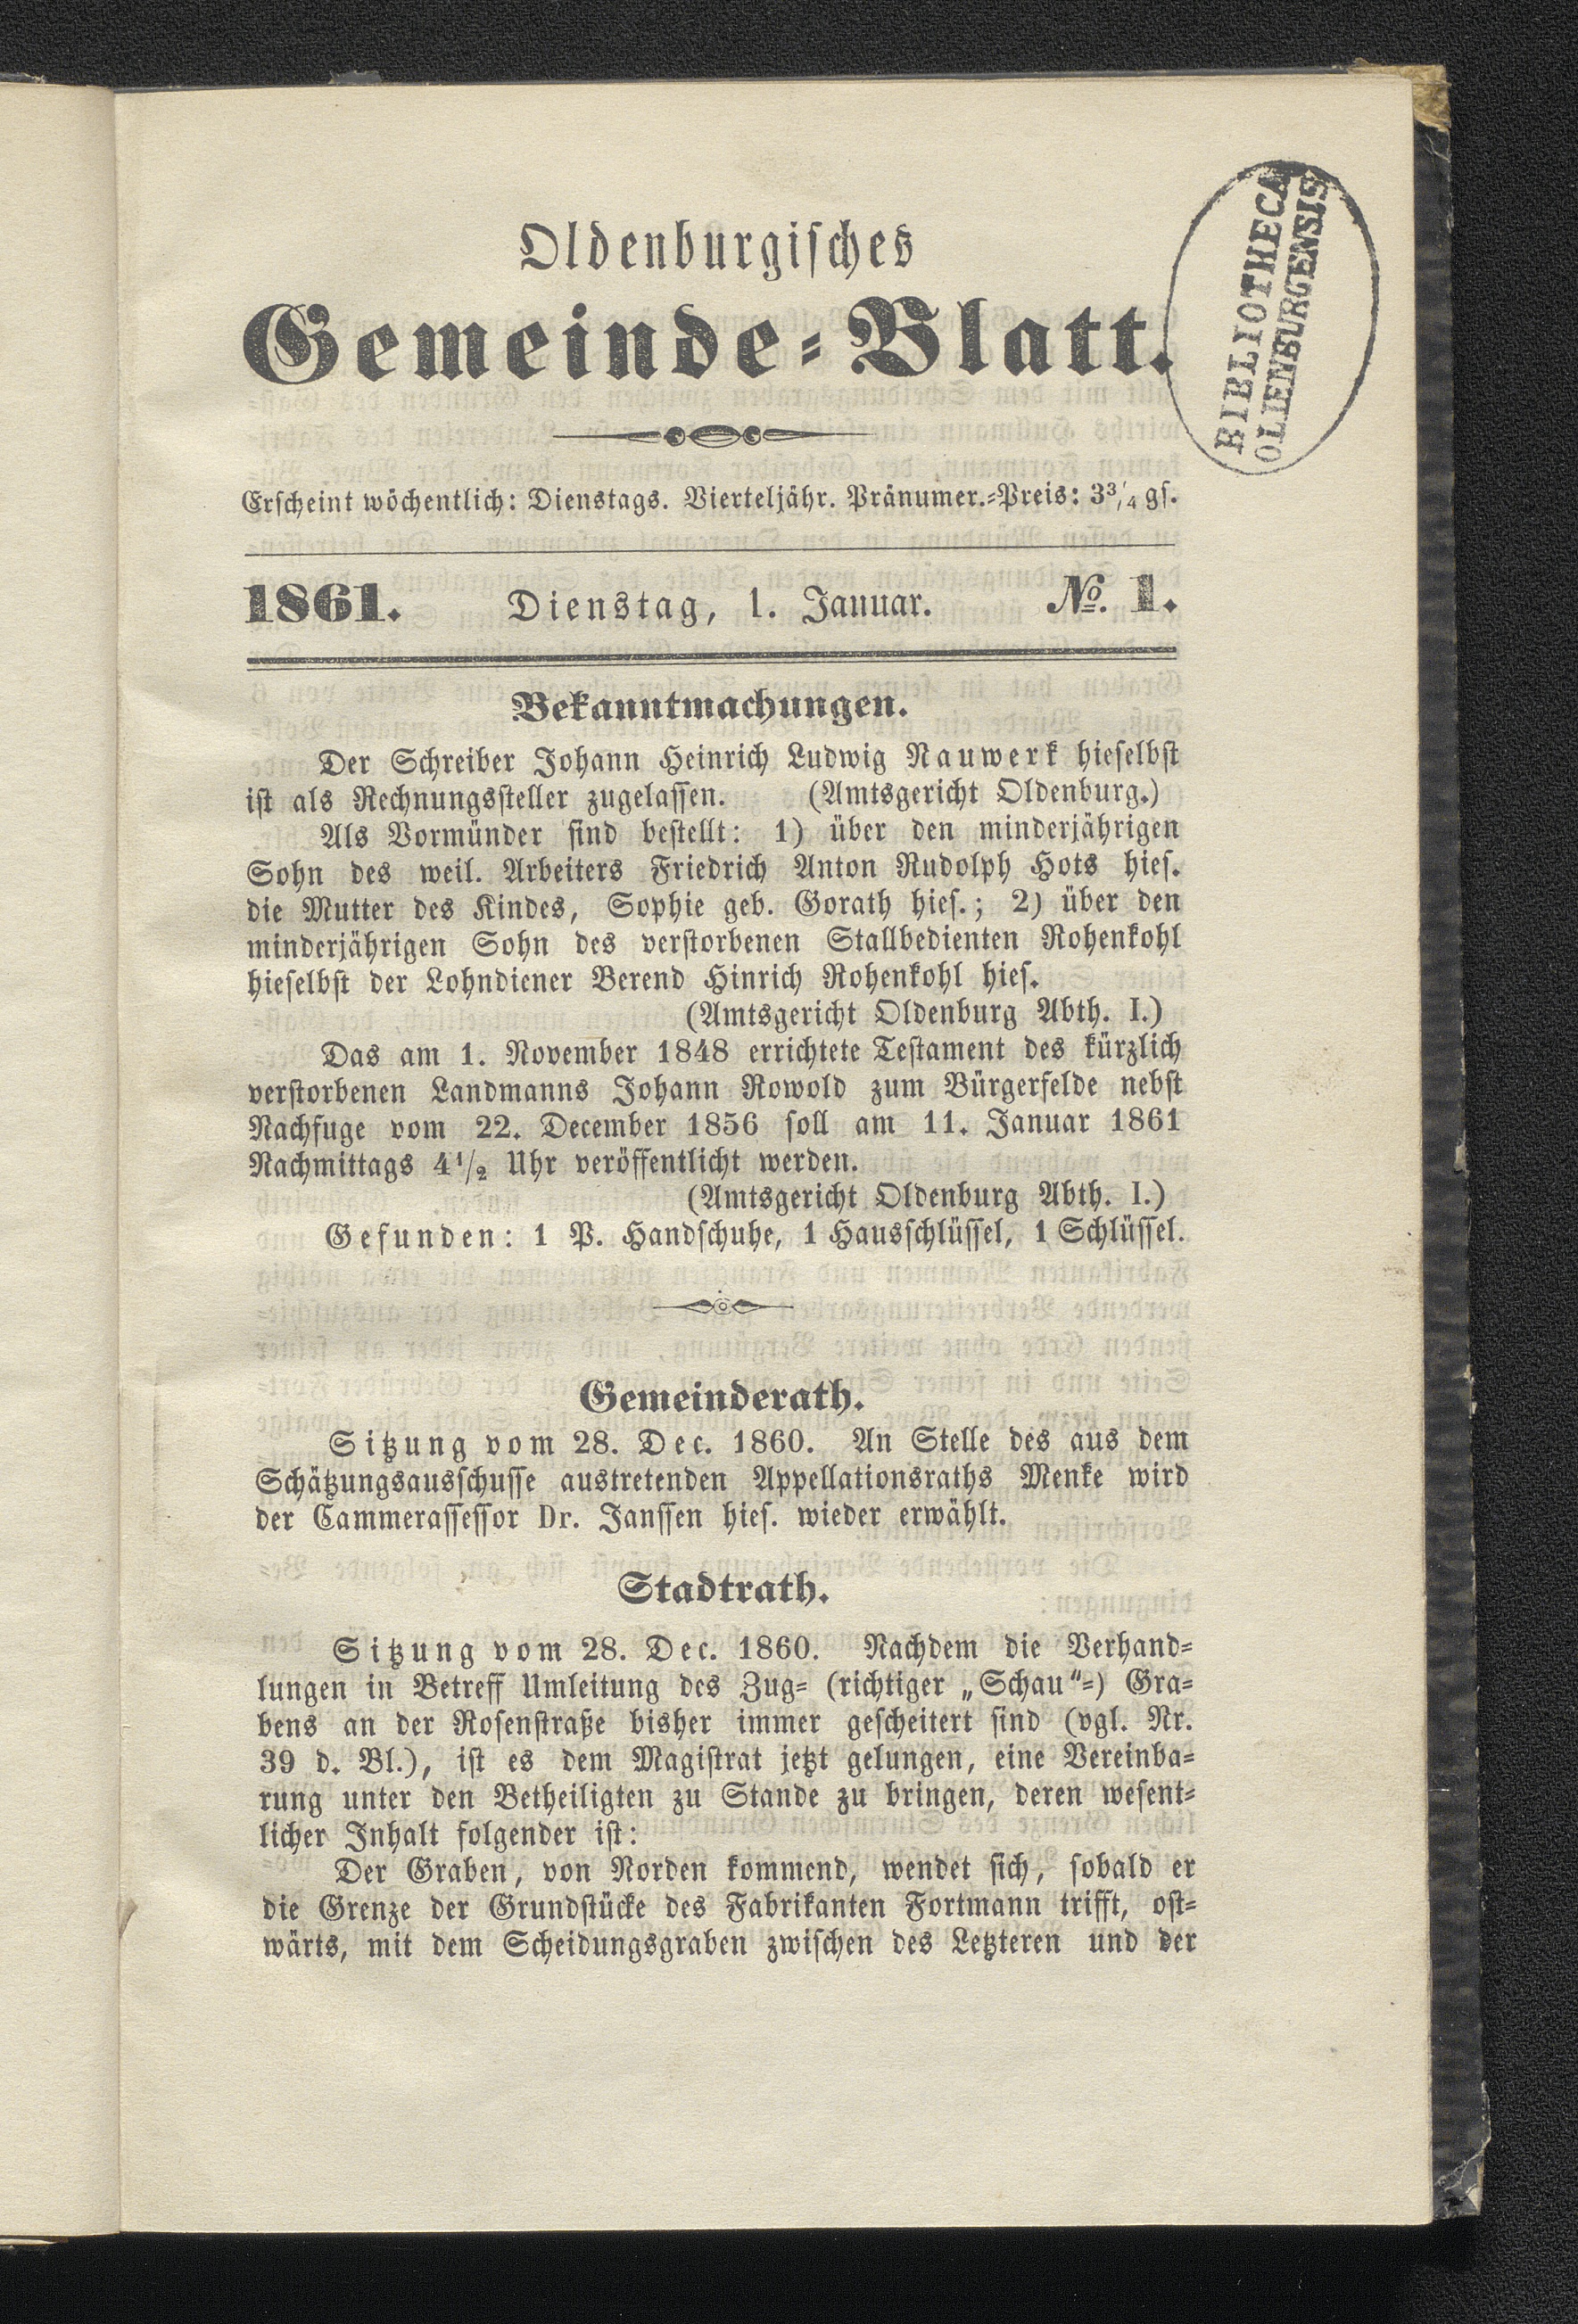 Oldenburgisches
Gemeinde-Blatt.
BIBLIOTHECA
OLDENBURGENSIS
Erscheint wöchentlich: Dienstags. Vierteljähr. Pränumer.-Preis: 3¾ gs.
1861. Dienstag, 1. Januar. No. 1.
Bekanntmachungen.
Der Schreiber Johann Heinrich Ludwig Nauwerk hieselbst
ist als Rechnungssteller zugelassen. (Amtsgericht Oldenburg.)
Als Vormünder sind bestellt: 1) über den minderjährigen
Sohn des weil. Arbeiters Friedrich Anton Rudolph Hots hies.
die Mutter des Kindes, Sophie geb. Gorath hies.; 2) über den
minderjährigen Sohn des verstorbenen Stallbedienten Rohenkohl
hieselbst der Lohndiener Berend Hinrich Rohenkohl hies.
(Amtsgericht Oldenburg Abth. I.)
Das am 1. November 1848 errichtete Testament des kürzlich
verstorbenen Landmanns Johann Rowold zum Bürgerfelde nebst
Nachfuge vom 22. December 1856 soll am 11. Januar 1861
Nachmittags 4½ Uhr veröffentlicht werden.
(Amtsgericht Oldenburg Abth. I.)
Gefunden: 1 P. Handschuhe, 1 Hausschlüssel, 1 Schlüssel.
Gemeinderath.
Sitzung vom 28. Dec. 1860. An Stelle des aus dem
Schätzungsausschusse austretenden Appellationsraths Menke wird
der Cammerassessor Dr. Janssen hies. wieder erwählt.
Stadtrath.
Sitzung vom 28. Dec. 1860. Nachdem die Verhand-
lungen in Betreff Umleitung des Zug- (richtiger „Schau“-) Gra-
bens an der Rosenstraße bisher immer gescheitert sind (vgl. Nr.
39 d. Bl.), ist es dem Magistrat jetzt gelungen, eine Vereinba-
rung unter den Betheiligten zu Stande zu bringen, deren wesent-
licher Inhalt folgender ist:
Der Graben, von Norden kommend, wendet sich, sobald er
die Grenze der Grundstücke des Fabrikanten Fortmann trifft, ost-
wärts, mit dem Scheidungsgraben zwischen des Letzteren und der